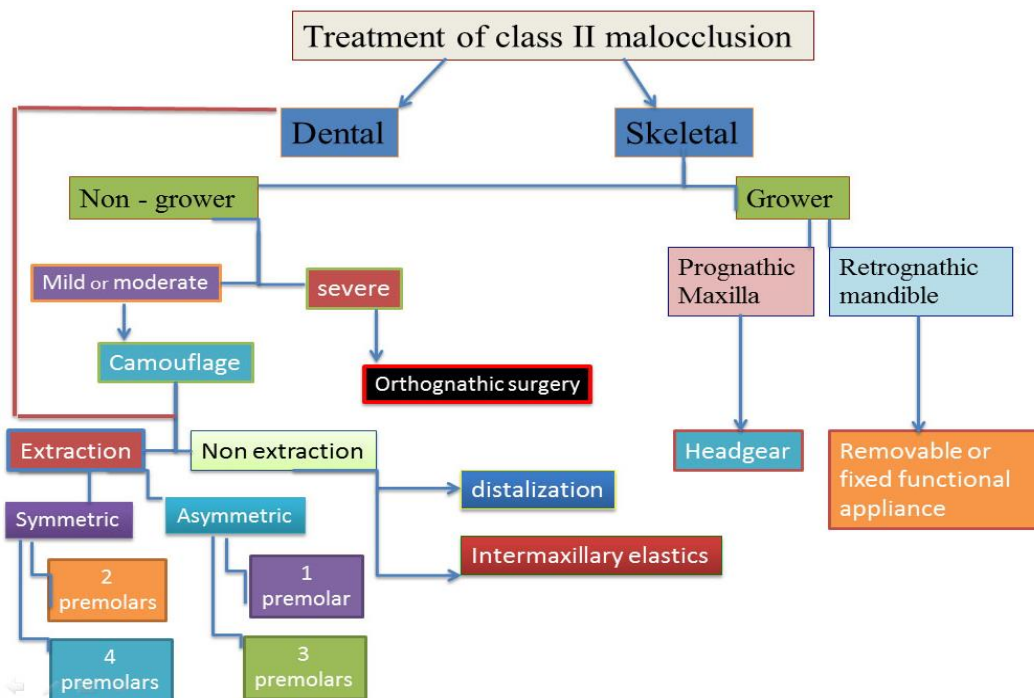 Treatment of class II malocclusion
Dental
Skeletal
Non - grower
Grower
Mild or moderate
severe
Prognathic
Maxilla
Retrognathic
mandible
Camouflage
Orthognathic surgery
Extraction
Non extraction
Headgear
Removable or
fixed functional
appliance
distalization
Symmetric
Asymmetric
Intermaxillary elastics
2
premolars
1
premolar
4
premolars
3
premolars